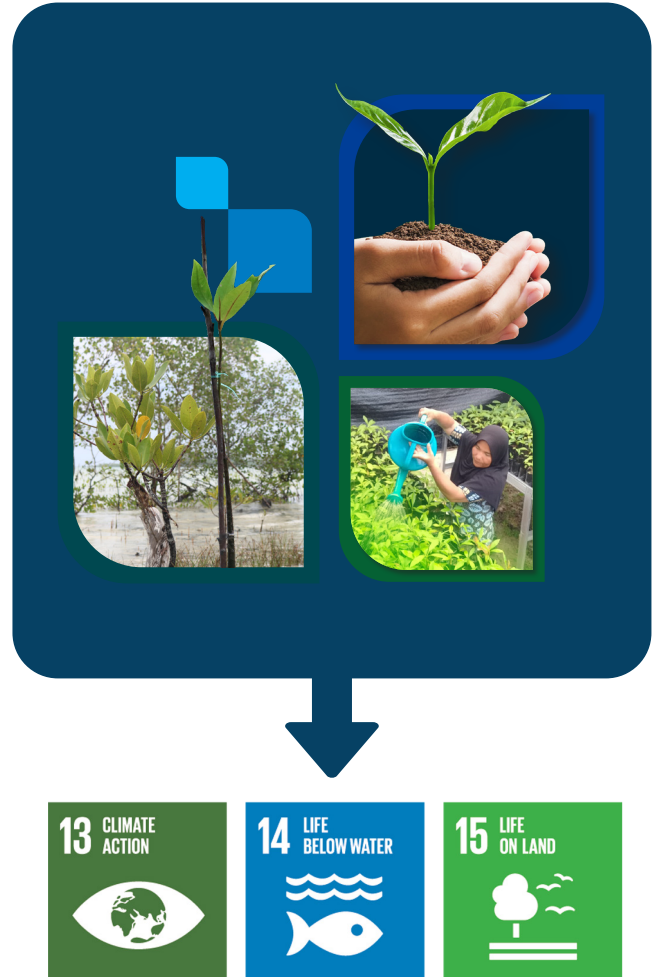 13 CLIMATE
ACTION
14 LIFE
BELOW WATER
15 LIFE
ON LAND